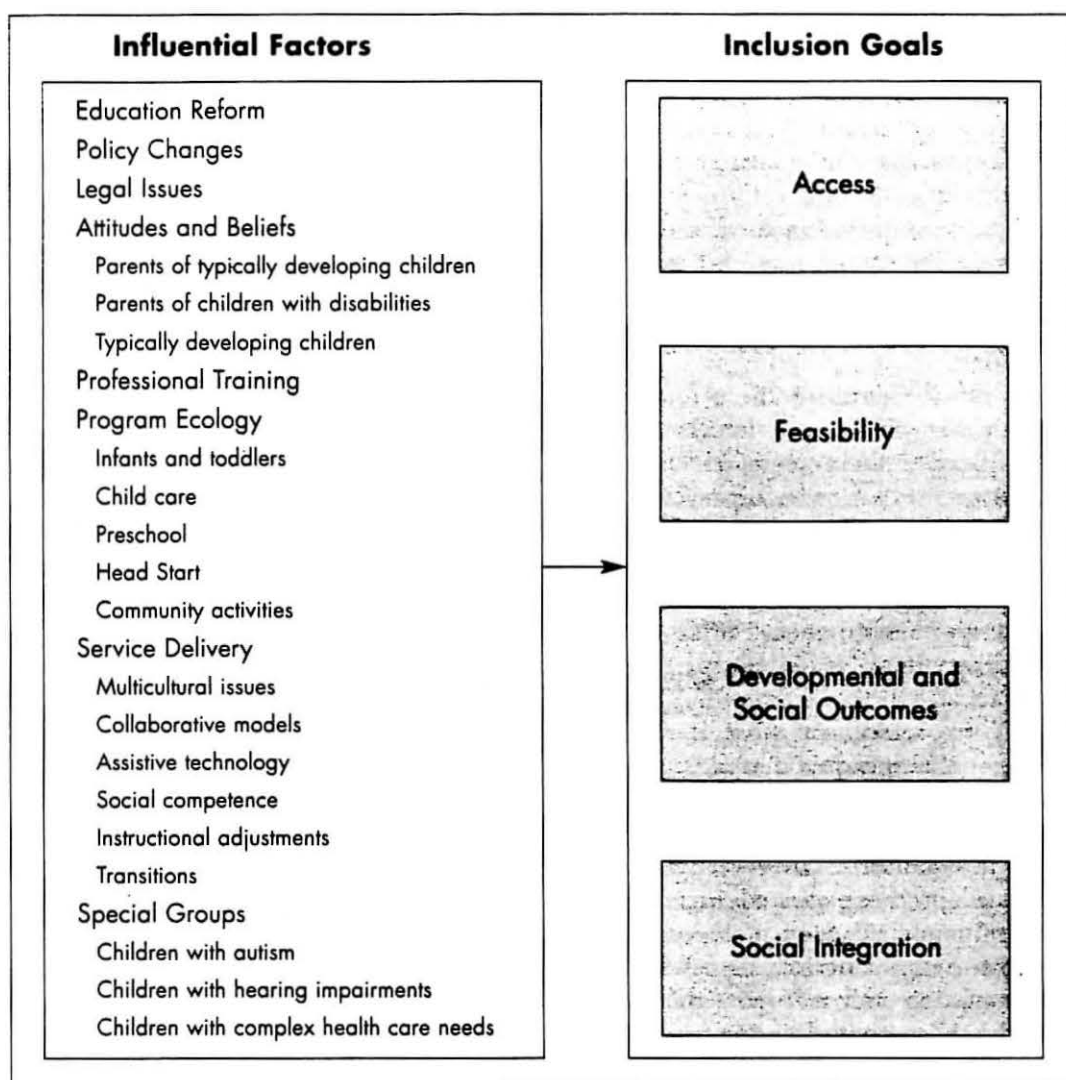 Influential Factors
Education Reform
Policy Changes
Legal Issues
Attitudes and Beliefs
Parents of typically developing children
Parents of children with disabilities
Typically developing children
Professional Training
Program Ecology
Infants and toddlers
Child care
Preschool
Head Start
Community activities
Service Delivery
Multicultural issues
Collaborative models
Assistive technology
Social competence
Instructional adjustments
Transitions
Special Groups
Children with autism
Children with hearing impairments
Children with complex health care needs
Inclusion Goals
Access
Feasibility
Developmental and
Social Outcomes
Social Integration